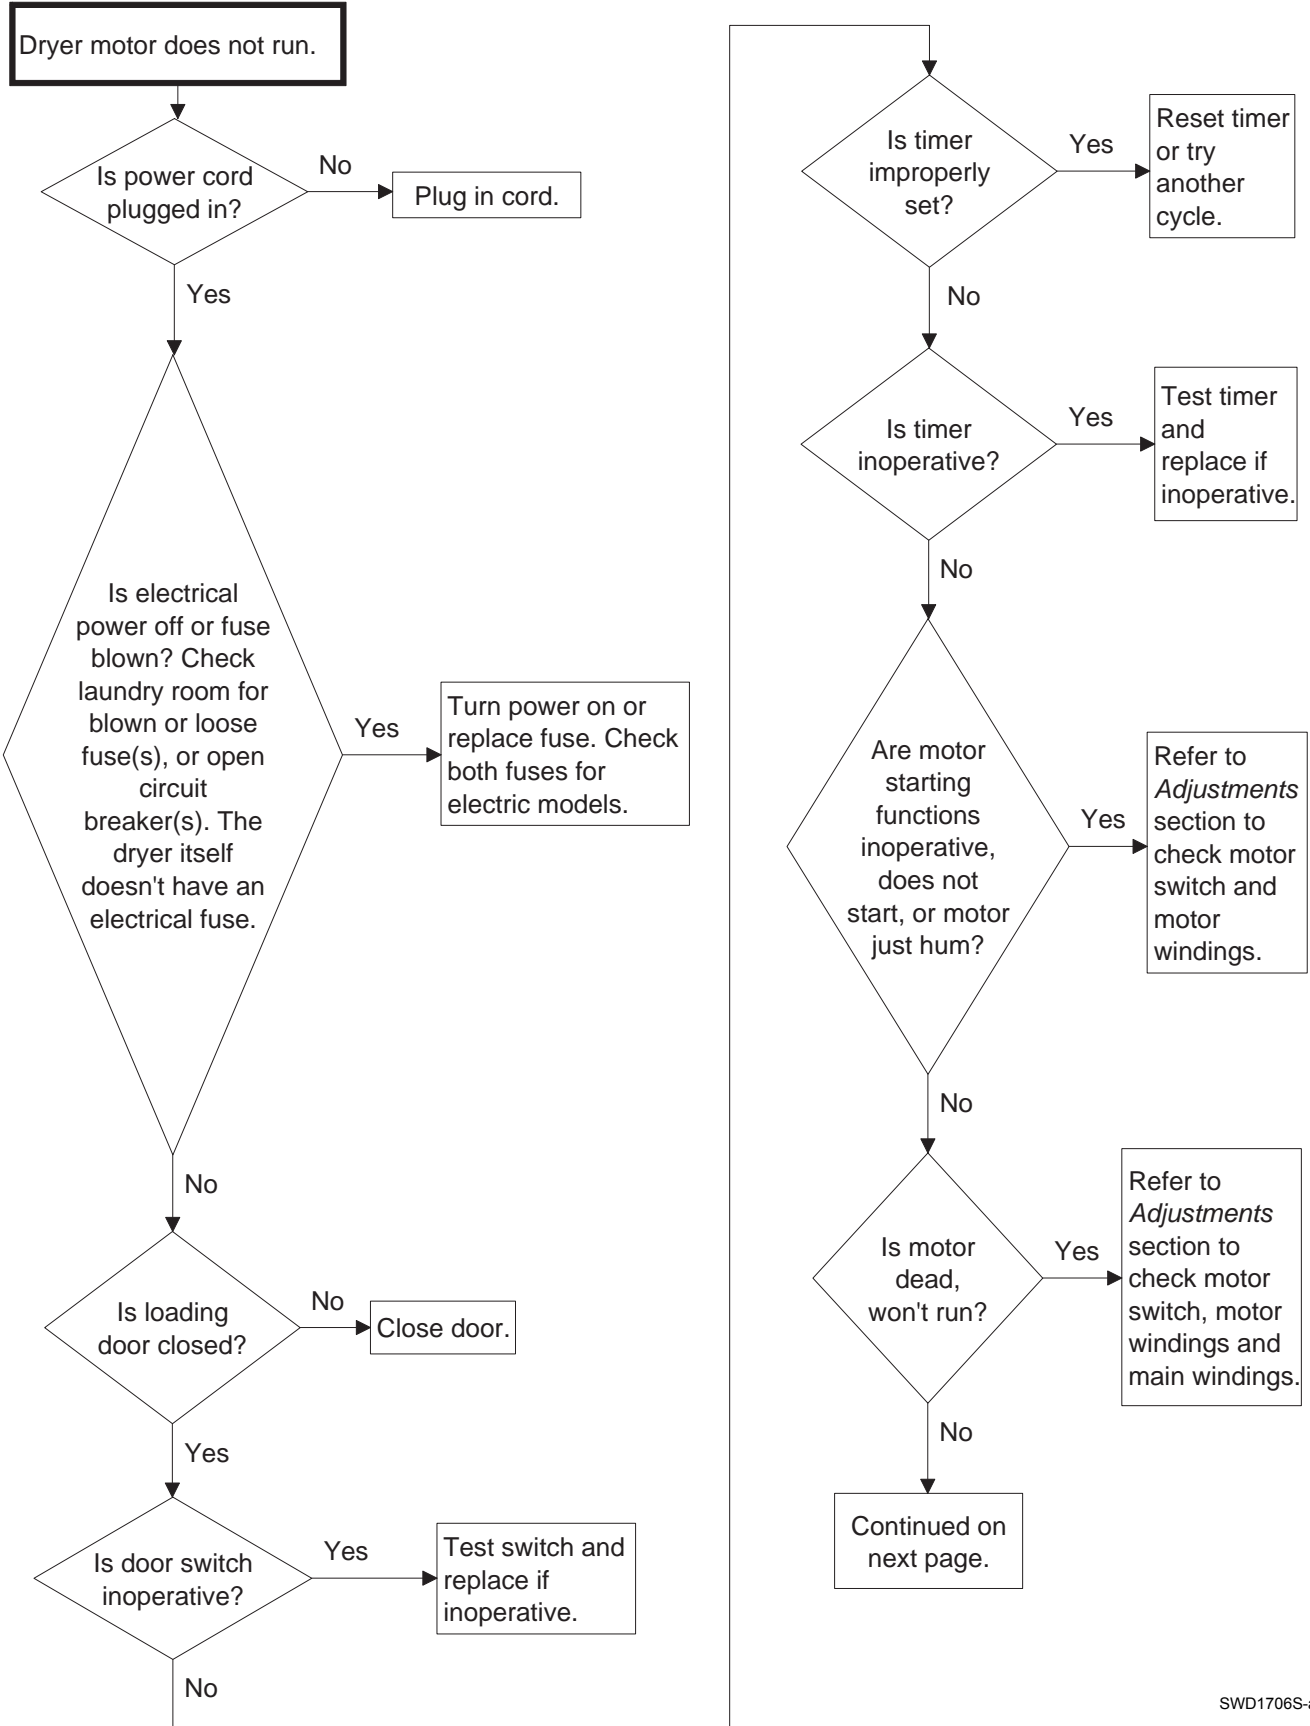 Dryer motor does not run.
Is power cord
plugged in?
No
Plug in cord.
Yes
Is electrical
power off or fuse
blown? Check
laundry room for
blown or loose
fuse(s), or open
circuit
breaker(s). The
dryer itself
doesn't have an
electrical fuse.
Yes
Turn power on or
replace fuse. Check
both fuses for
electric models.
No
Is loading
door closed?
No
Close door.
Yes
Is door switch
inoperative?
Yes
Test switch and
replace if
inoperative.
No
Is timer
improperly
set?
Yes
Reset timer
or try
another
cycle.
No
Is timer
inoperative?
Yes
Test timer
and
replace if
inoperative.
No
Are motor
starting
functions
inoperative,
does not
start, or motor
just hum?
Yes
Refer to
Adjustments
section to
check motor
switch and
motor
windings.
No
Is motor
dead,
won't run?
Yes
Refer to
Adjustments
section to
check motor
switch, motor
windings and
main windings.
No
Continued on
next page.
SWD1706S-a